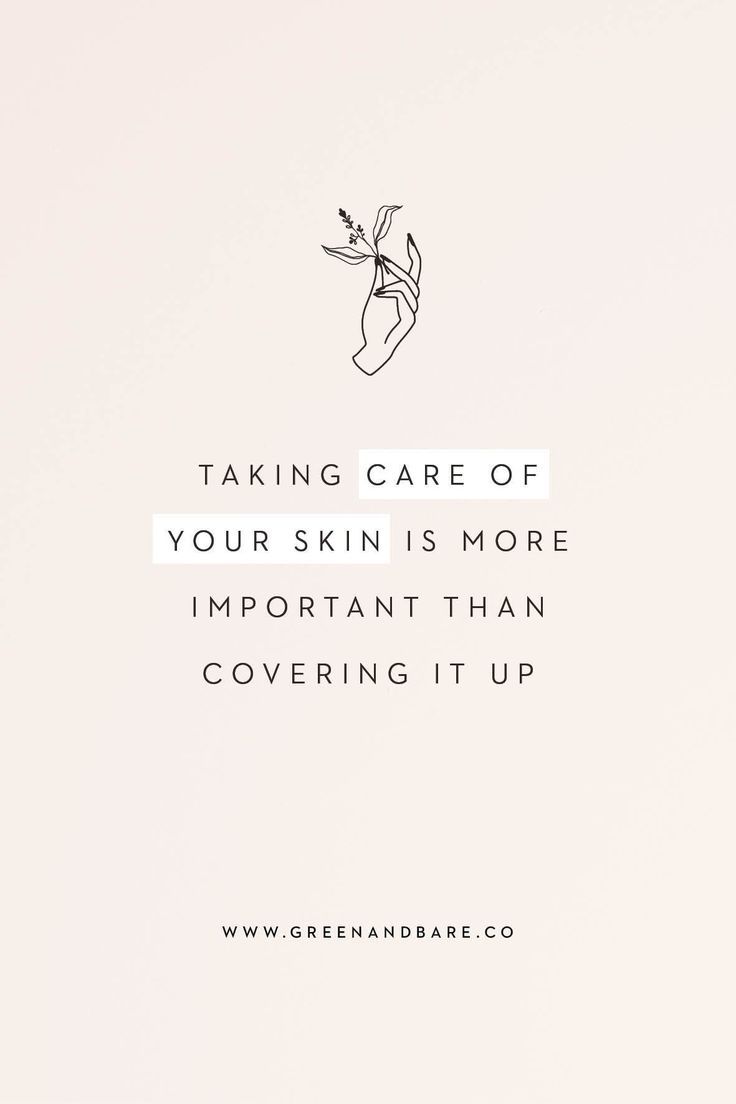 TAKING CARE OF
YOUR SKIN IS MORE
IMPORTANT THAN
COVERING IT UP
WWW.GREENANDBARE.CO